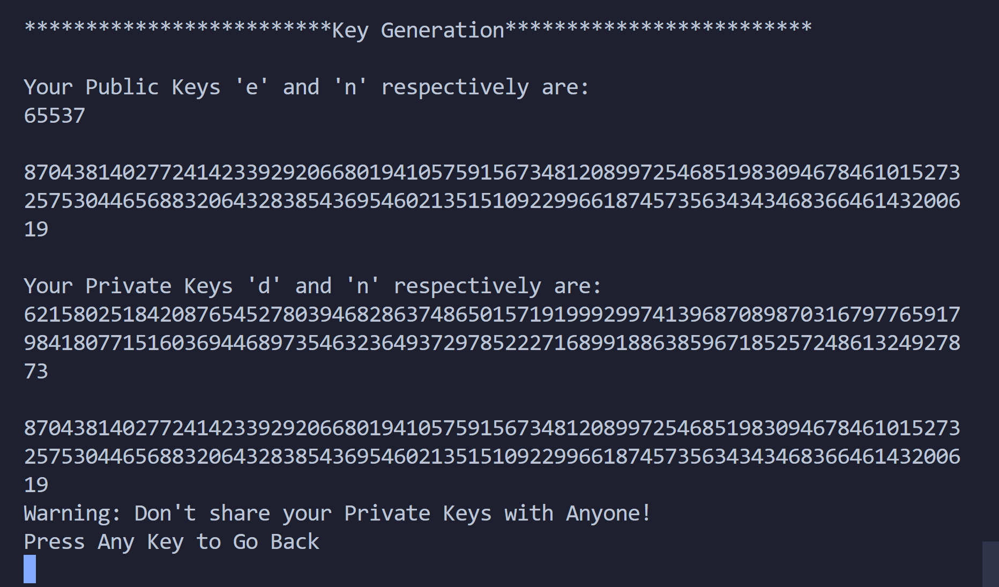 *************************Key Generation*************************
Your Public Keys 'e' and 'n' respectively are:
65537
8704381402772414233929206680194105759156734812089972546851983094678461015273
2575304465688320643283854369546021351510922996618745735634343468366461432006
19
Your Private Keys 'd' and 'n' respectively are:
6215802518420876545278039468286374865015719199929974139687089870316797765917
9841807715160369446897354632364937297852227168991886385967185257248613249278
73
8704381402772414233929206680194105759156734812089972546851983094678461015273
2575304465688320643283854369546021351510922996618745735634343468366461432006
19
Warning: Don't share your Private Keys with Anyone!
Press Any Key to Go Back